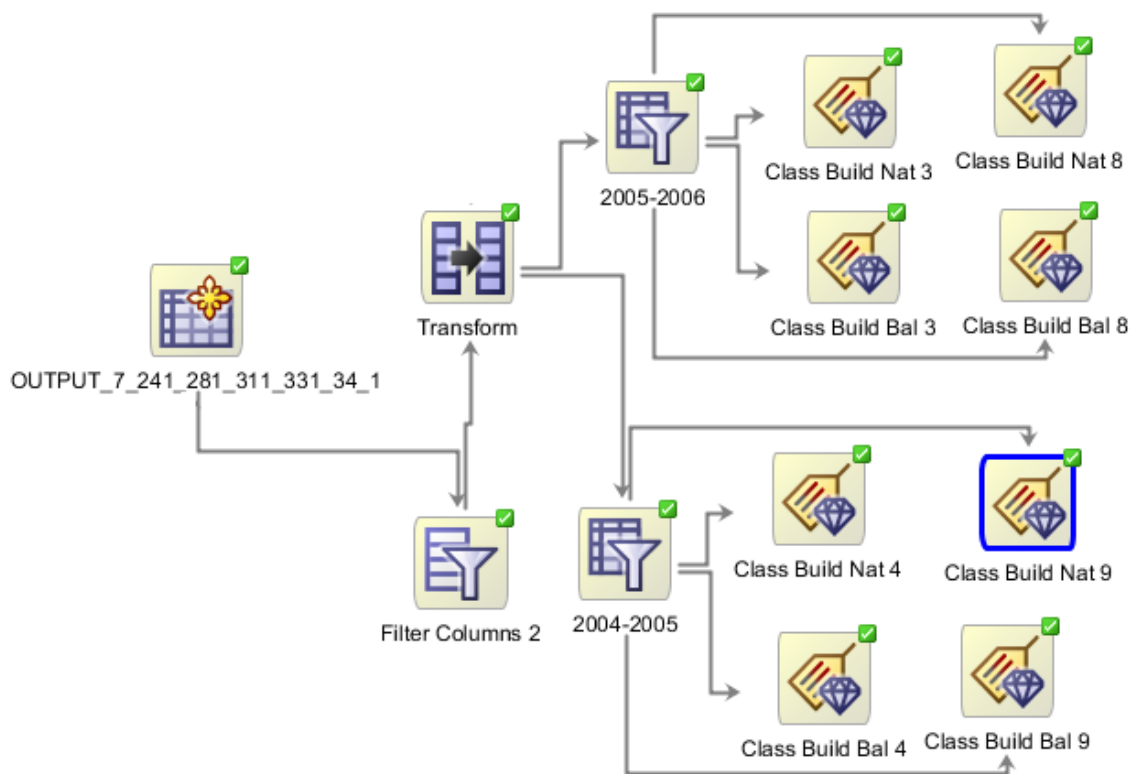 Class Build Nat 3
Class Build Nat 8
2005-2006
Class Build Bal 3
Class Build Bal 8
Transform
OUTPUT_7_241_281_311_331_34_1
Class Build Nat 4
Class Build Nat 9
Filter Columns 2
2004-2005
Class Build Bal 4
Class Build Bal 9